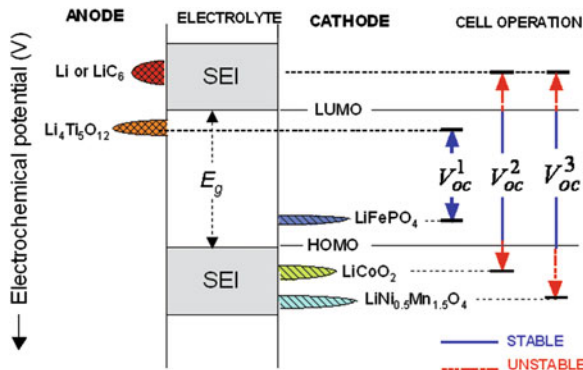 ANODE ELECTROLYTE CATHODE CELL OPERATION
Electrochemical potential (V)
Li or LiC6
SEI
LUMO
Li4Ti5O12
Eg
V1oc V2oc V3oc
LiFePO4
HOMO
SEI
LiCoO2
LiNi0.5Mn1.5O4
STABLE
UNSTABLE